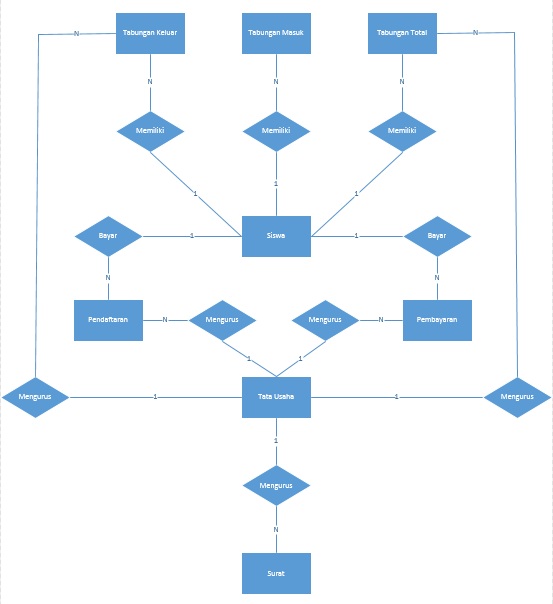 N
Tabungan Keluar
Tabungan Masuk
Tabungan Total
N
N
N
N
Memiliki
Memiliki
Memiliki
1
1
1
Bayar
1
Siswa
1
Bayar
N
N
Pendaftaran
N
Mengurus
Mengurus
N
Pembayaran
1
1
Mengurus
1
Tata Usaha
1
Mengurus
1
Mengurus
N
Surat